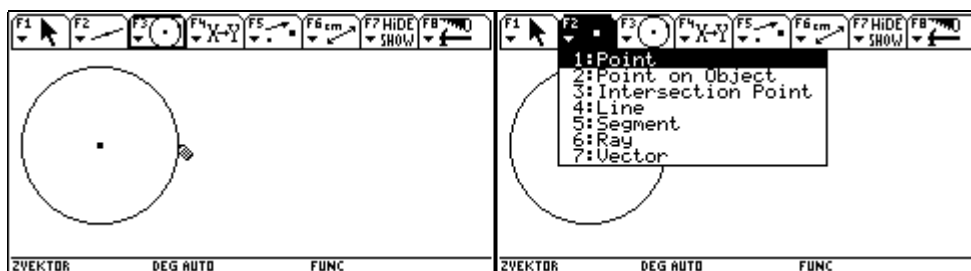 F1 F2 F3 F4 X→Y F5 F6 cm F7 HiDE SHOW F8
ZVEKTOR DEG AUTO FUNC
F1 F2 F3 F4 X→Y F5 F6 cm F7 HiDE SHOW F8
1:Point
2:Point on Object
3:Intersection Point
4:Line
5:Segment
6:Ray
7:Vector
ZVEKTOR DEG AUTO FUNC